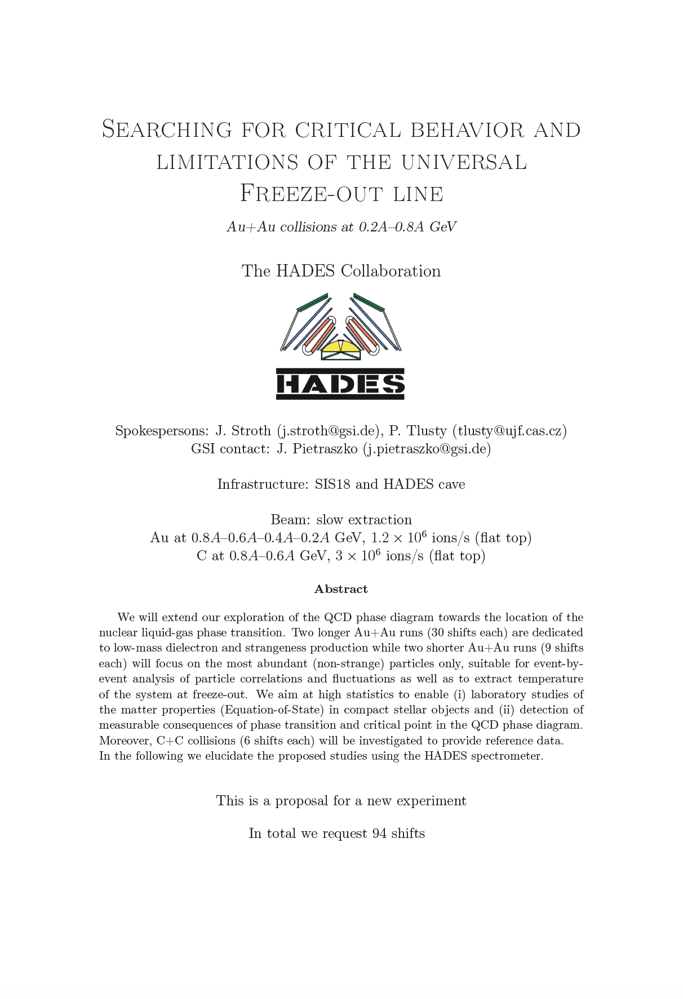 Searching for critical behavior and
limitations of the universal
Freeze-out line
Au+Au collisions at 0.2A–0.8A GeV
The HADES Collaboration
HADES
Spokespersons: J. Stroth (j.stroth@gsi.de), P. Tlusty (tlusty@ujf.cas.cz)
GSI contact: J. Pietraszko (j.pietraszko@gsi.de)
Infrastructure: SIS18 and HADES cave
Beam: slow extraction
Au at 0.8A–0.6A–0.4A–0.2A GeV, 1.2 × 10⁶ ions/s (flat top)
C at 0.8A–0.6A GeV, 3 × 10⁶ ions/s (flat top)
Abstract
We will extend our exploration of the QCD phase diagram towards the location of the
nuclear liquid-gas phase transition. Two longer Au+Au runs (30 shifts each) are dedicated
to low-mass dielectron and strangeness production while two shorter Au+Au runs (9 shifts
each) will focus on the most abundant (non-strange) particles only, suitable for event-by-
event analysis of particle correlations and fluctuations as well as to extract temperature
of the system at freeze-out. We aim at high statistics to enable (i) laboratory studies of
the matter properties (Equation-of-State) in compact stellar objects and (ii) detection of
measurable consequences of phase transition and critical point in the QCD phase diagram.
Moreover, C+C collisions (6 shifts each) will be investigated to provide reference data.
In the following we elucidate the proposed studies using the HADES spectrometer.
This is a proposal for a new experiment
In total we request 94 shifts